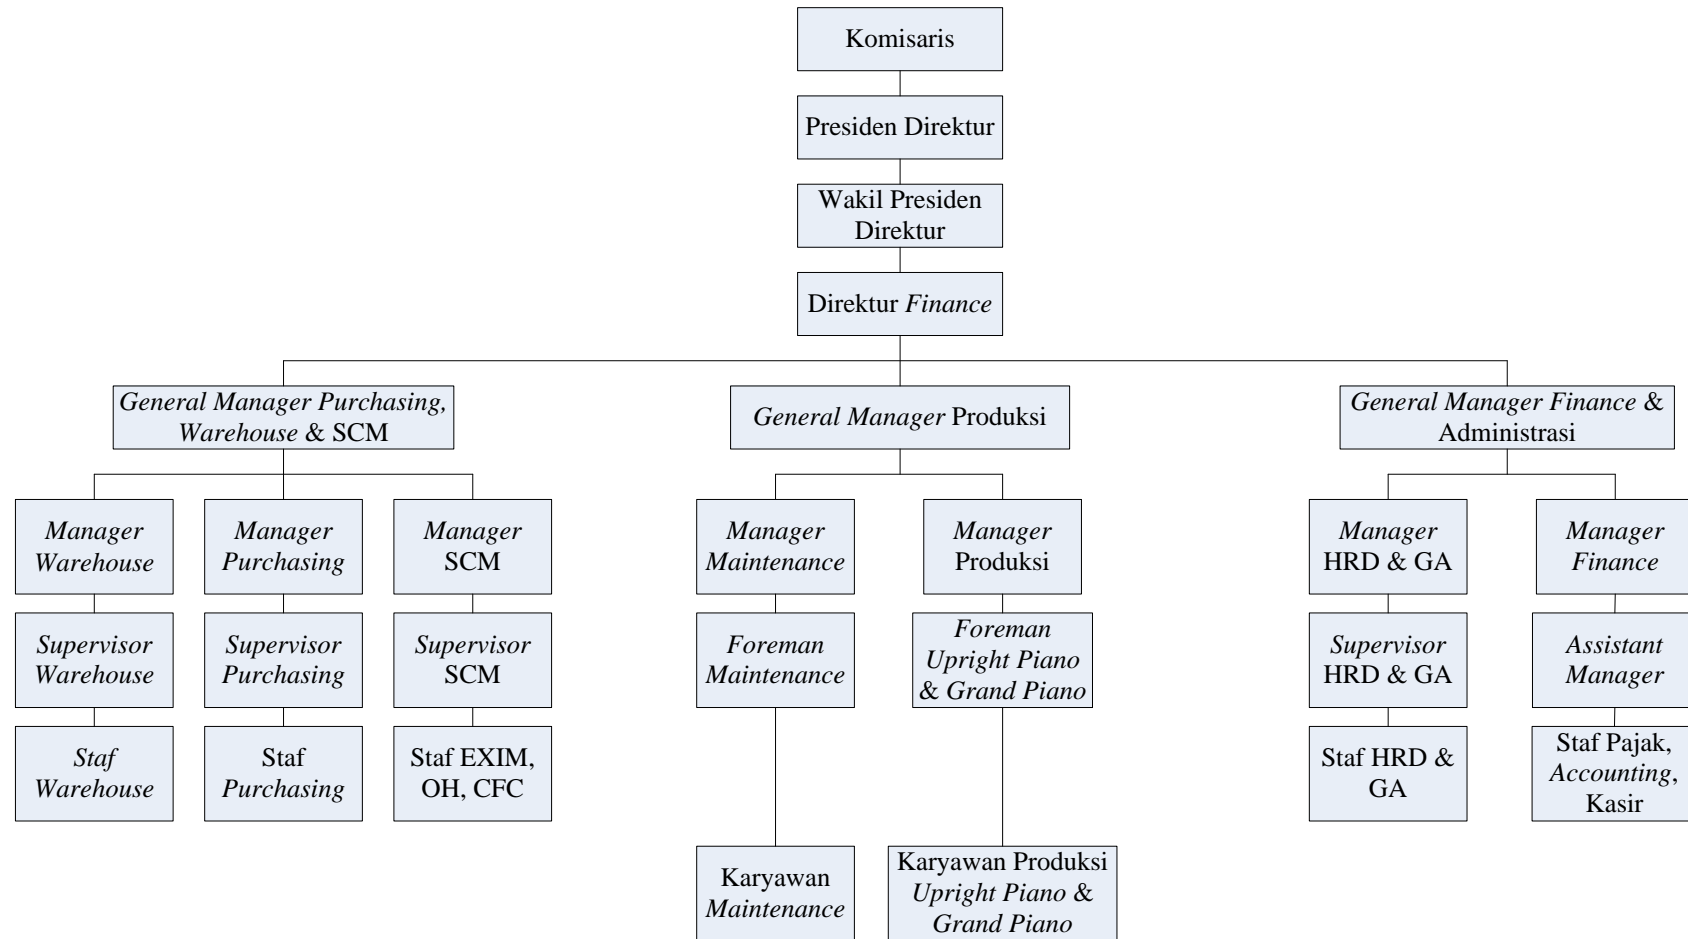 Komisaris
Presiden Direktur
Wakil Presiden
Direktur
Direktur Finance
General Manager Purchasing,
Warehouse & SCM
General Manager Produksi
General Manager Finance &
Administrasi
Manager
Warehouse
Manager
Purchasing
Manager
SCM
Manager
Maintenance
Manager
Produksi
Manager
HRD & GA
Manager
Finance
Supervisor
Warehouse
Supervisor
Purchasing
Supervisor
SCM
Foreman
Maintenance
Foreman
Upright Piano
& Grand Piano
Supervisor
HRD & GA
Assistant
Manager
Staf
Warehouse
Staf
Purchasing
Staf EXIM,
OH, CFC
Staf HRD &
GA
Staf Pajak,
Accounting,
Kasir
Karyawan
Maintenance
Karyawan Produksi
Upright Piano &
Grand Piano